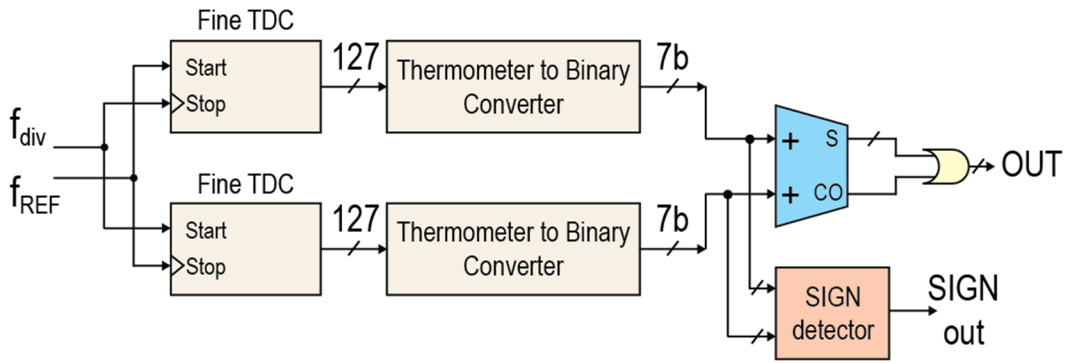 Fine TDC
Start
Stop
127
Thermometer to Binary
Converter
7b
f_div
f_REF
Fine TDC
Start
Stop
127
Thermometer to Binary
Converter
7b
+ S
+ CO
OUT
SIGN
detector
SIGN
out